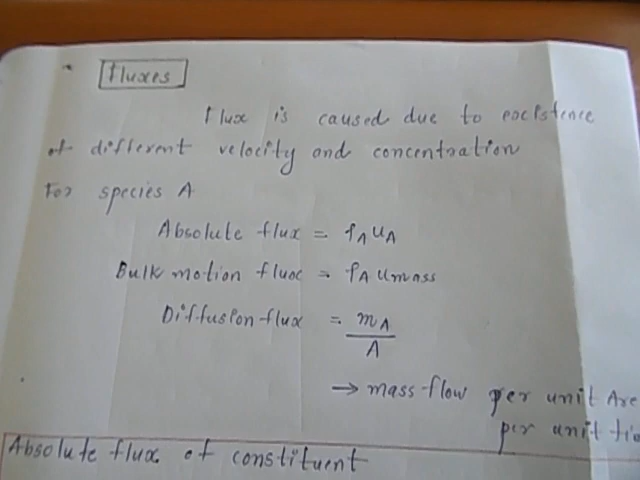 Fluxes
Flux is caused due to existence
of different velocity and concentration
For species A
Absolute flux = ρA uA
Bulk motion flux = ρA umass
Diffusion flux = mA
A
→ mass flow per unit Are
per unit tio
Absolute flux of constituent